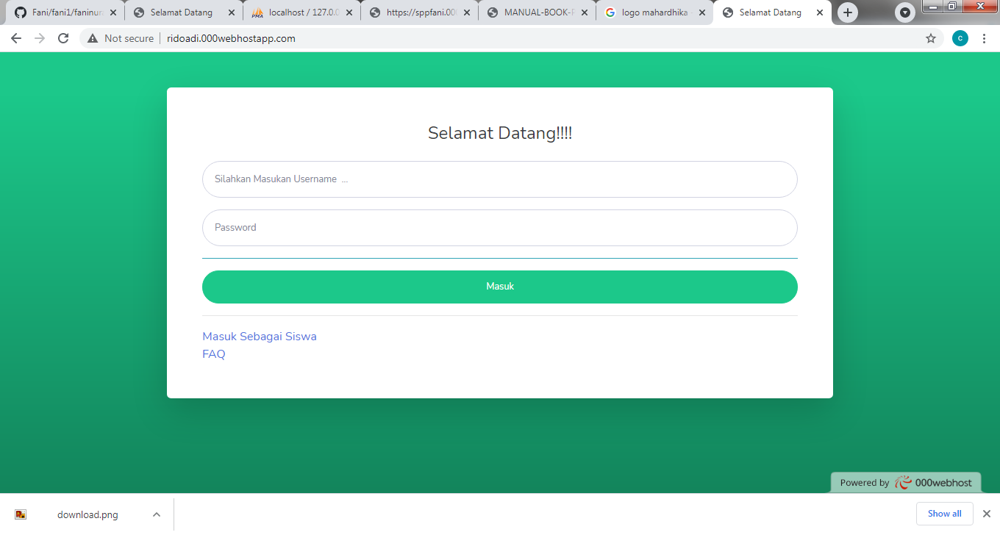 Fani/fani1/faninura
Selamat Datang
localhost / 127.0.0
https://sppfani.00
MANUAL-BOOK-P
logo mahardhika
Selamat Datang
Not secure
ridoadi.000webhostapp.com
c
Selamat Datang!!!!
Silahkan Masukan Username ...
Password
Masuk
Masuk Sebagai Siswa
FAQ
Powered by 000webhost
download.png
Show all